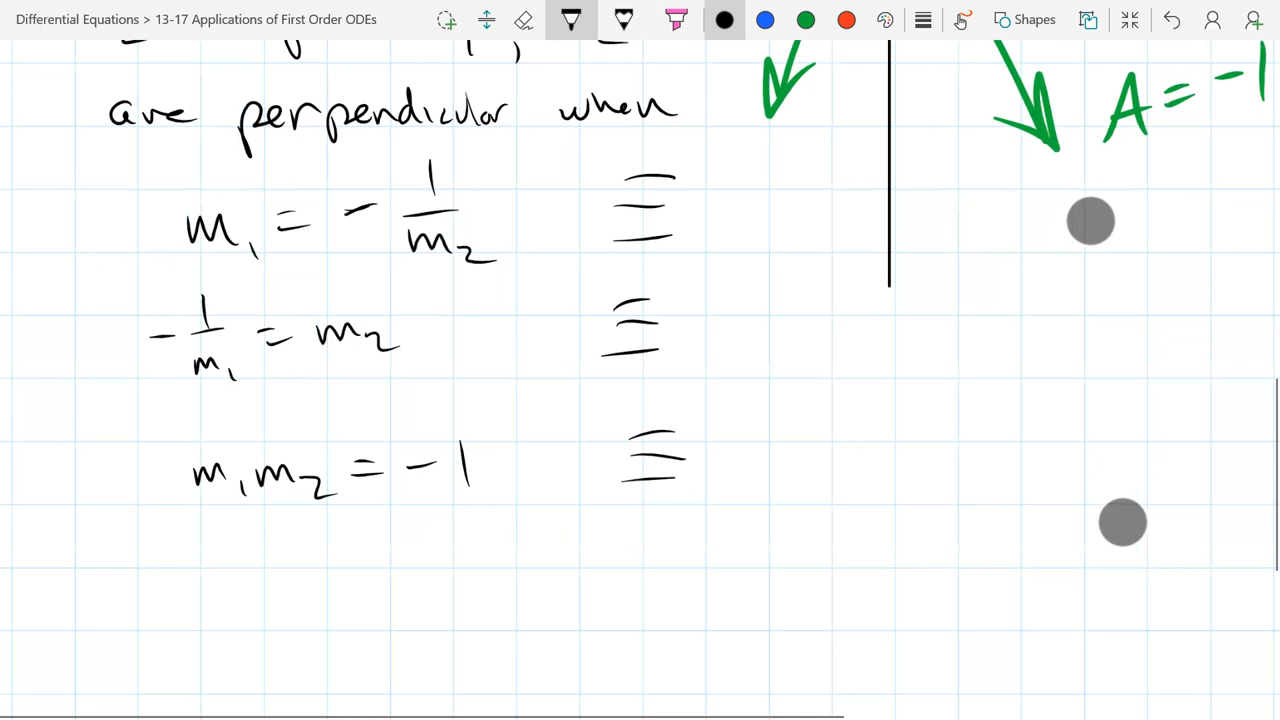 Differential Equations > 13-17 Applications of First Order ODEs
Shapes
are perpendicular when
A = -1
m₁ = - 1/m₂ ≡
- 1/m₁ = m₂ ≡
m₁m₂ = -1 ≡